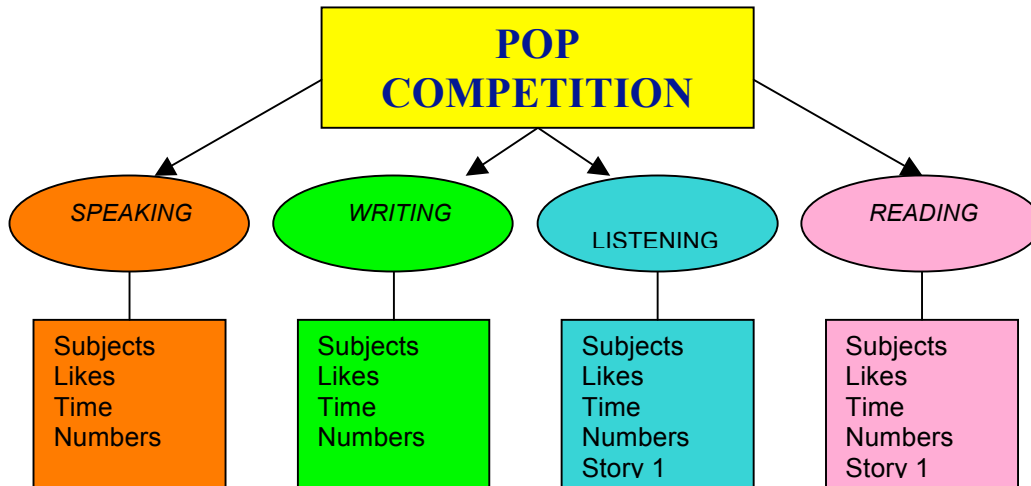 POP
COMPETITION
SPEAKING
WRITING
LISTENING
READING
Subjects
Likes
Time
Numbers
Subjects
Likes
Time
Numbers
Subjects
Likes
Time
Numbers
Story 1
Subjects
Likes
Time
Numbers
Story 1